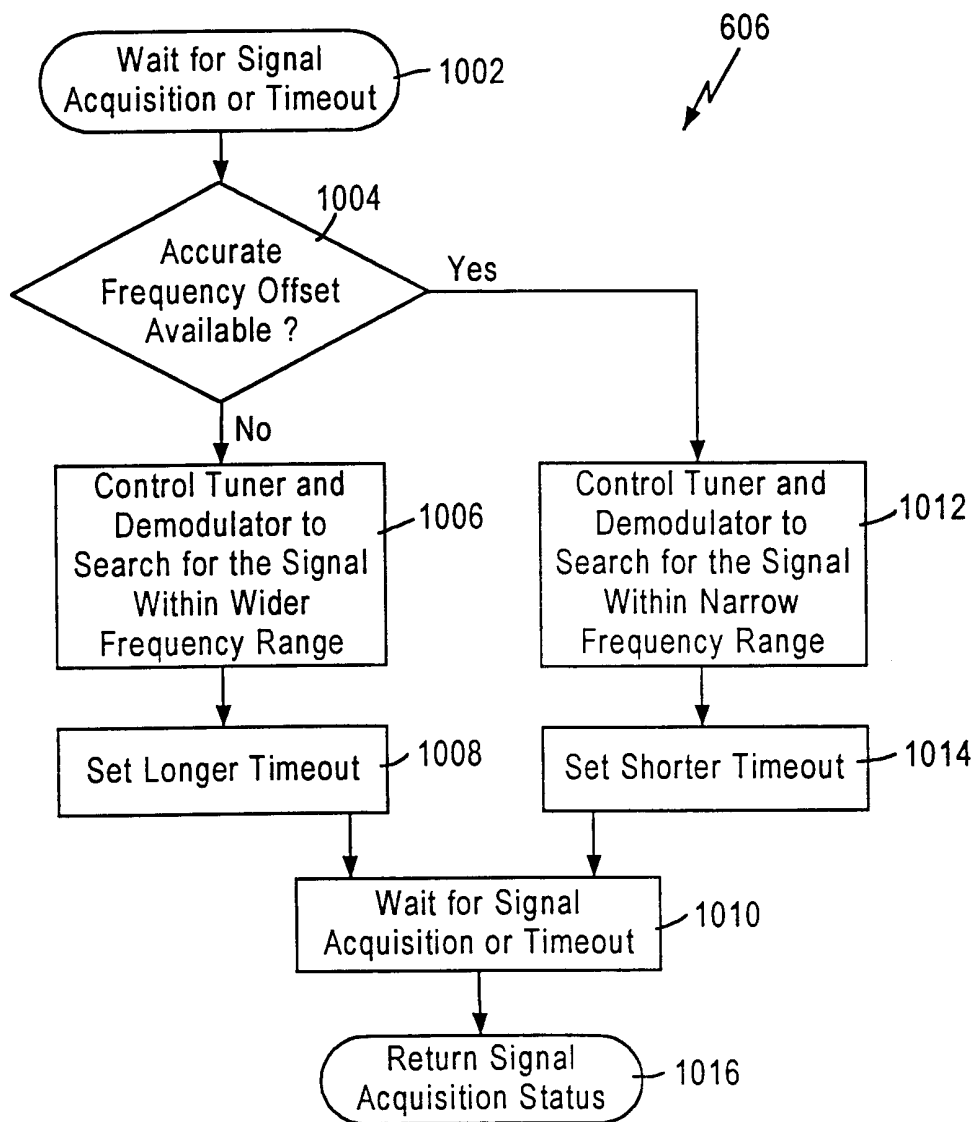 606
Wait for Signal
Acquisition or Timeout
1002
1004
Accurate
Frequency Offset
Available ?
Yes
No
Control Tuner and
Demodulator to
Search for the Signal
Within Wider
Frequency Range
1006
Control Tuner and
Demodulator to
Search for the Signal
Within Narrow
Frequency Range
1012
Set Longer Timeout
1008
Set Shorter Timeout
1014
Wait for Signal
Acquisition or Timeout
1010
Return Signal
Acquisition Status
1016